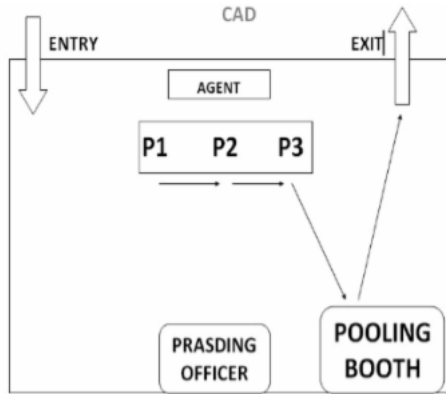 CAD
ENTRY
EXIT
AGENT
P1 P2 P3
PRASDING
OFFICER
POOLING
BOOTH